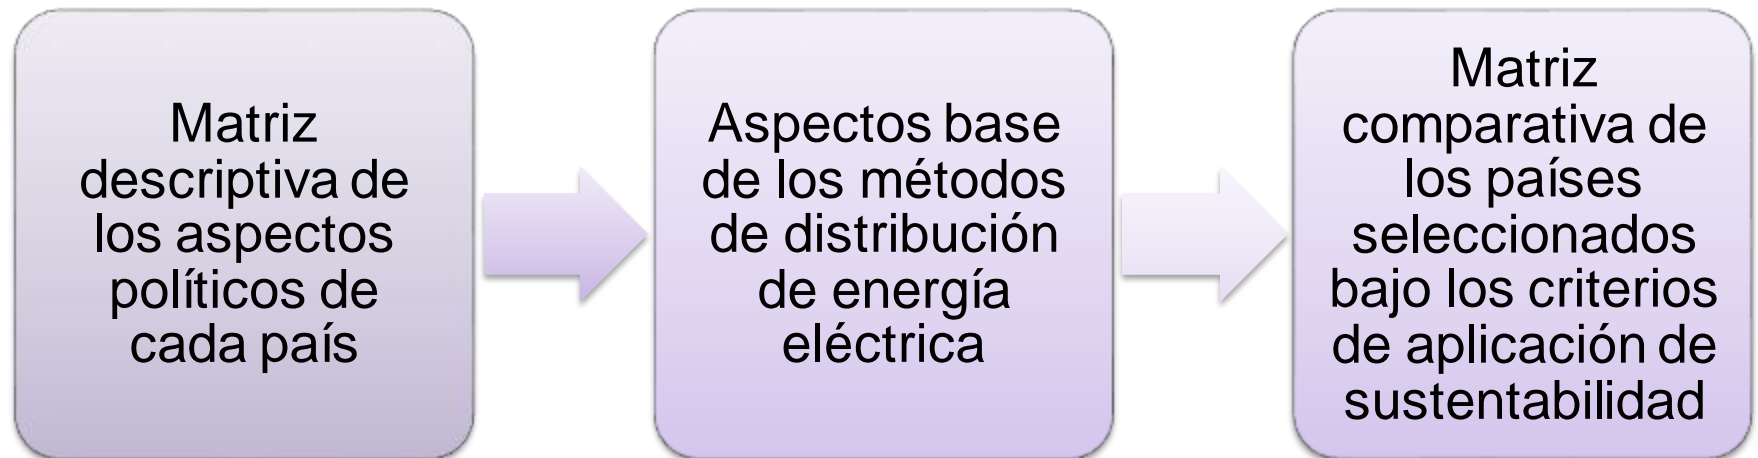 Matriz
descriptiva de
los aspectos
políticos de
cada país
Aspectos base
de los métodos
de distribución
de energía
eléctrica
Matriz
comparativa de
los países
seleccionados
bajo los criterios
de aplicación de
sustentabilidad